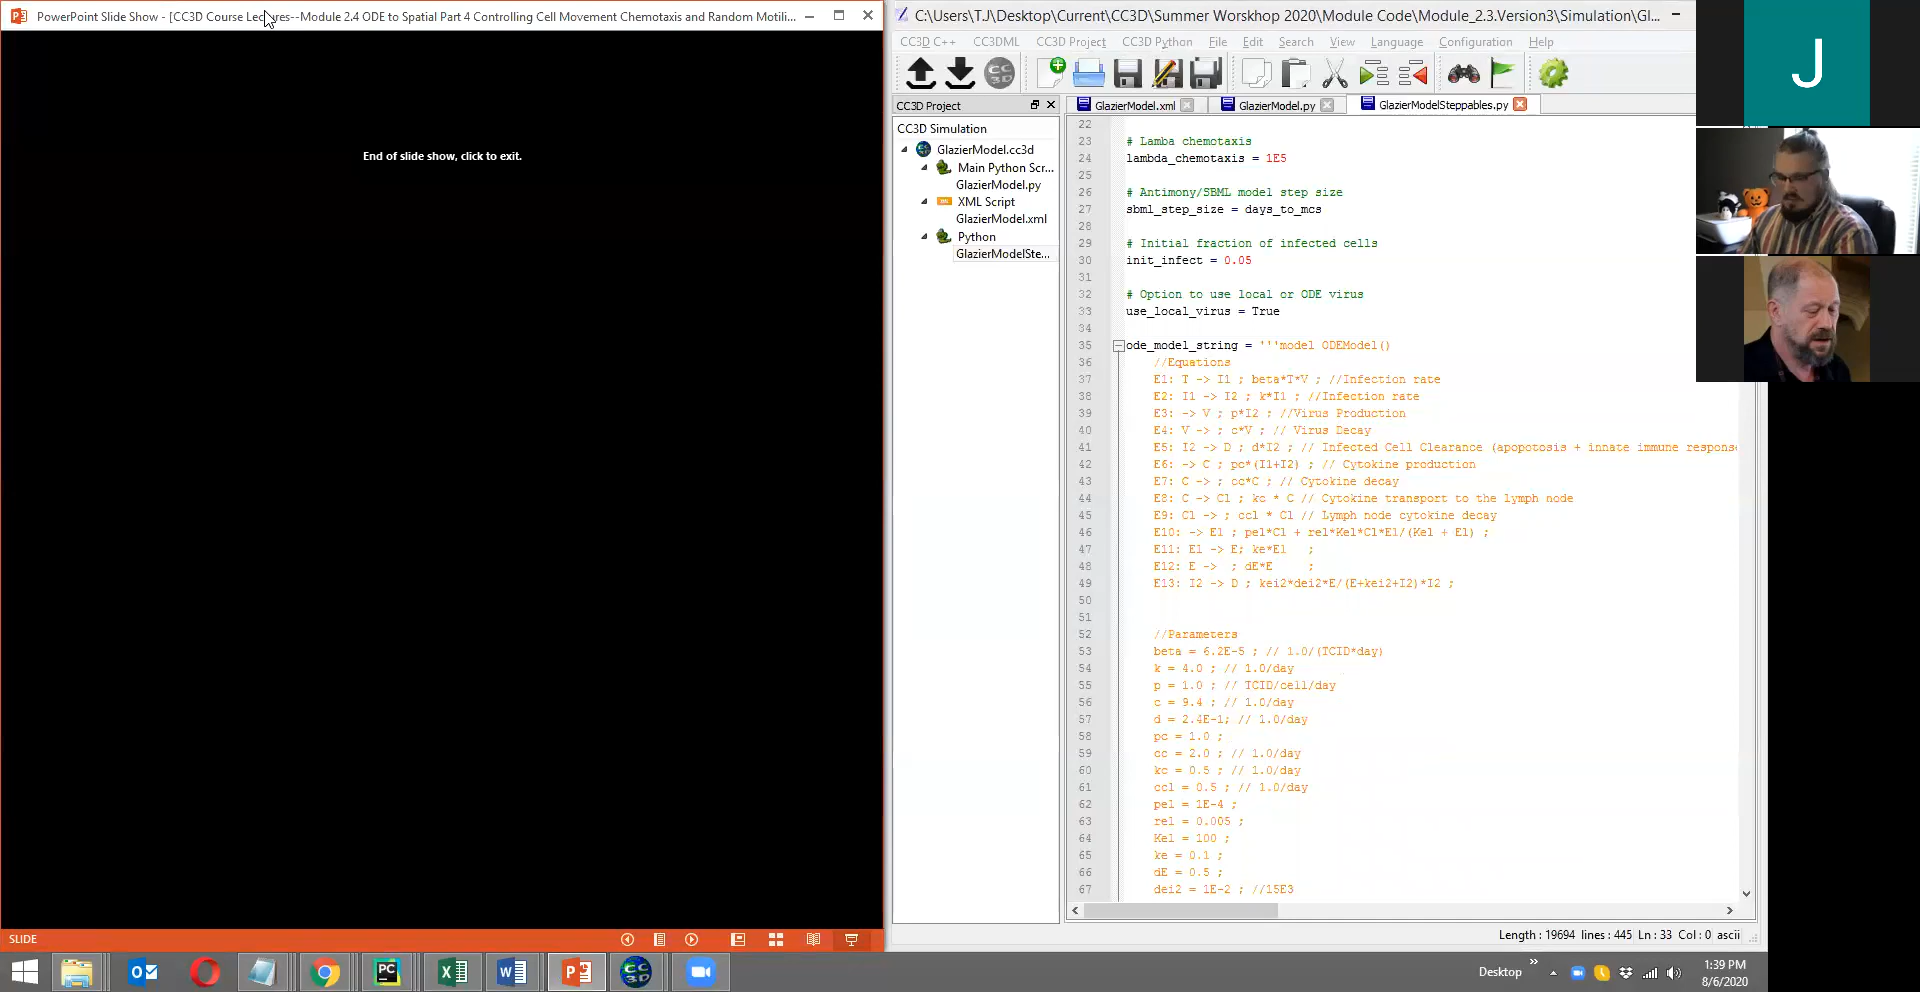 PowerPoint Slide Show - [CC3D Course Lectures--Module 2.4 ODE to Spatial Part 4 Controlling Cell Movement Chemotaxis and Random Motili...
End of slide show, click to exit.
SLIDE
C:\Users\TJ\Desktop\Current\CC3D\Summer Worskhop 2020\Module Code\Module_2.3.Version3\Simulation\Gl...
CC3D C++ CC3DML CC3D Project CC3D Python File Edit Search View Language Configuration Help
CC3D Project
CC3D Simulation
GlazierModel.cc3d
Main Python Scr...
GlazierModel.py
XML Script
GlazierModel.xml
Python
GlazierModelSte...
GlazierModel.xml GlazierModel.py GlazierModelSteppables.py
22
23 # Lamba chemotaxis
24 lambda_chemotaxis = 1E5
25
26 # Antimony/SBML model step size
27 sbml_step_size = days_to_mcs
28
29 # Initial fraction of infected cells
30 init_infect = 0.05
31
32 # Option to use local or ODE virus
33 use_local_virus = True
34
35 ode_model_string = '''model ODEModel()
36 //Equations
37 E1: T -> I1 ; beta*T*V ; //Infection rate
38 E2: I1 -> I2 ; k*I1 ; //Infection rate
39 E3: -> V ; p*I2 ; //Virus Production
40 E4: V -> ; c*V ; // Virus Decay
41 E5: I2 -> D ; d*I2 ; // Infected Cell Clearance (apopotosis + innate immune respons
42 E6: -> C ; pc*(I1+I2) ; // Cytokine production
43 E7: C -> ; cc*C ; // Cytokine decay
44 E8: C -> Cl ; kc * C // Cytokine transport to the lymph node
45 E9: Cl -> ; ccl * Cl // Lymph node cytokine decay
46 E10: -> El ; pel*Cl + rel*Kel*Cl*El/(Kel + El) ;
47 E11: El -> E; ke*El ;
48 E12: E -> ; dE*E ;
49 E13: I2 -> D ; kei2*dei2*E/(E+kei2+I2)*I2 ;
50
51
52 //Parameters
53 beta = 6.2E-5 ; // 1.0/(TCID*day)
54 k = 4.0 ; // 1.0/day
55 p = 1.0 ; // TCID/cell/day
56 c = 9.4 ; // 1.0/day
57 d = 2.4E-1; // 1.0/day
58 pc = 1.0 ;
59 cc = 2.0 ; // 1.0/day
60 kc = 0.5 ; // 1.0/day
61 ccl = 0.5 ; // 1.0/day
62 pel = 1E-4 ;
63 rel = 0.005 ;
64 Kel = 100 ;
65 ke = 0.1 ;
66 dE = 0.5 ;
67 dei2 = 1E-2 ; //15E3
Length : 19694 lines : 445 Ln : 33 Col : 0 ascii
J
Desktop
1:39 PM
8/6/2020